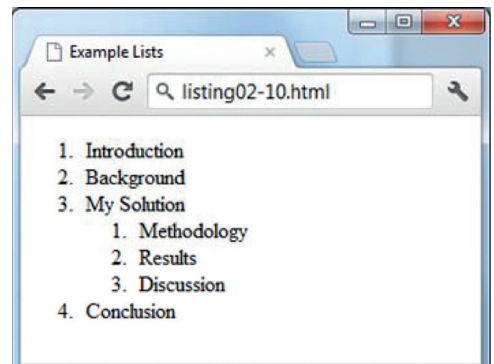 Example Lists
listing02-10.html
1. Introduction
2. Background
3. My Solution
1. Methodology
2. Results
3. Discussion
4. Conclusion